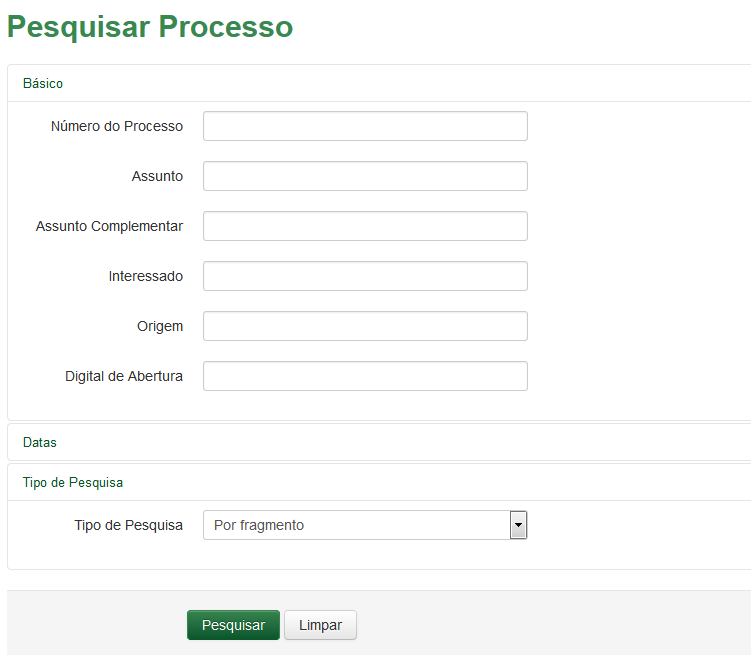 Pesquisar Processo
Básico
Número do Processo
Assunto
Assunto Complementar
Interessado
Origem
Digital de Abertura
Datas
Tipo de Pesquisa
Tipo de Pesquisa Por fragmento
Pesquisar Limpar